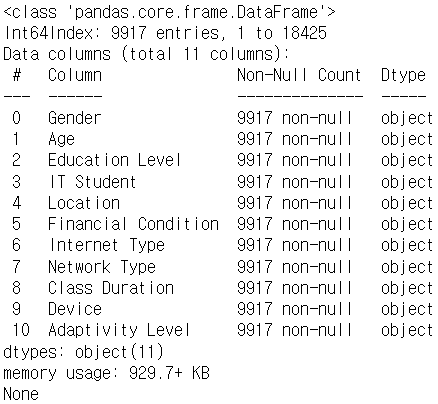 <class 'pandas.core.frame.DataFrame'>
Int64Index: 9917 entries, 1 to 18425
Data columns (total 11 columns):
 #   Column               Non-Null Count  Dtype
---  ------               --------------  -----
 0   Gender               9917 non-null   object
 1   Age                  9917 non-null   object
 2   Education Level      9917 non-null   object
 3   IT Student           9917 non-null   object
 4   Location             9917 non-null   object
 5   Financial Condition  9917 non-null   object
 6   Internet Type        9917 non-null   object
 7   Network Type         9917 non-null   object
 8   Class Duration       9917 non-null   object
 9   Device               9917 non-null   object
 10  Adaptivity Level     9917 non-null   object
dtypes: object(11)
memory usage: 929.7+ KB
None